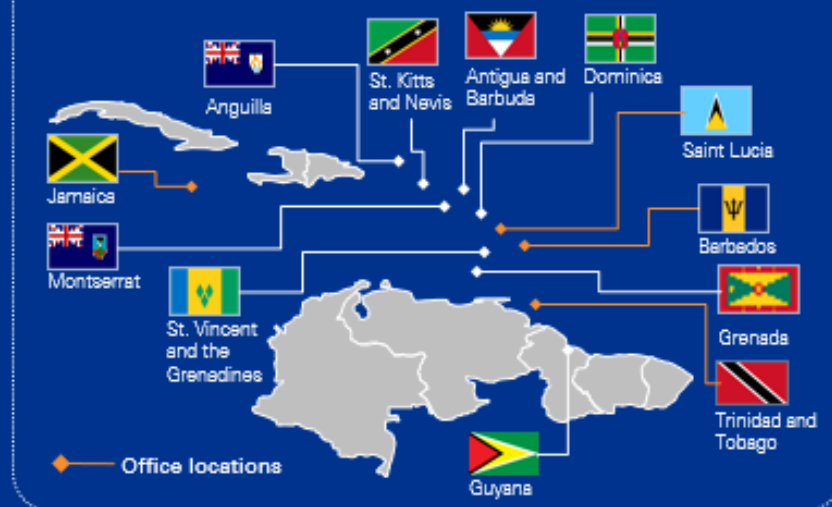 Anguilla
St. Kitts
and Nevis
Antigua and
Barbuda
Dominica
Saint Lucia
Jamaica
Barbados
Montserrat
St. Vincent
and the
Grenadines
Grenada
Trinidad and
Tobago
Office locations
Guyana